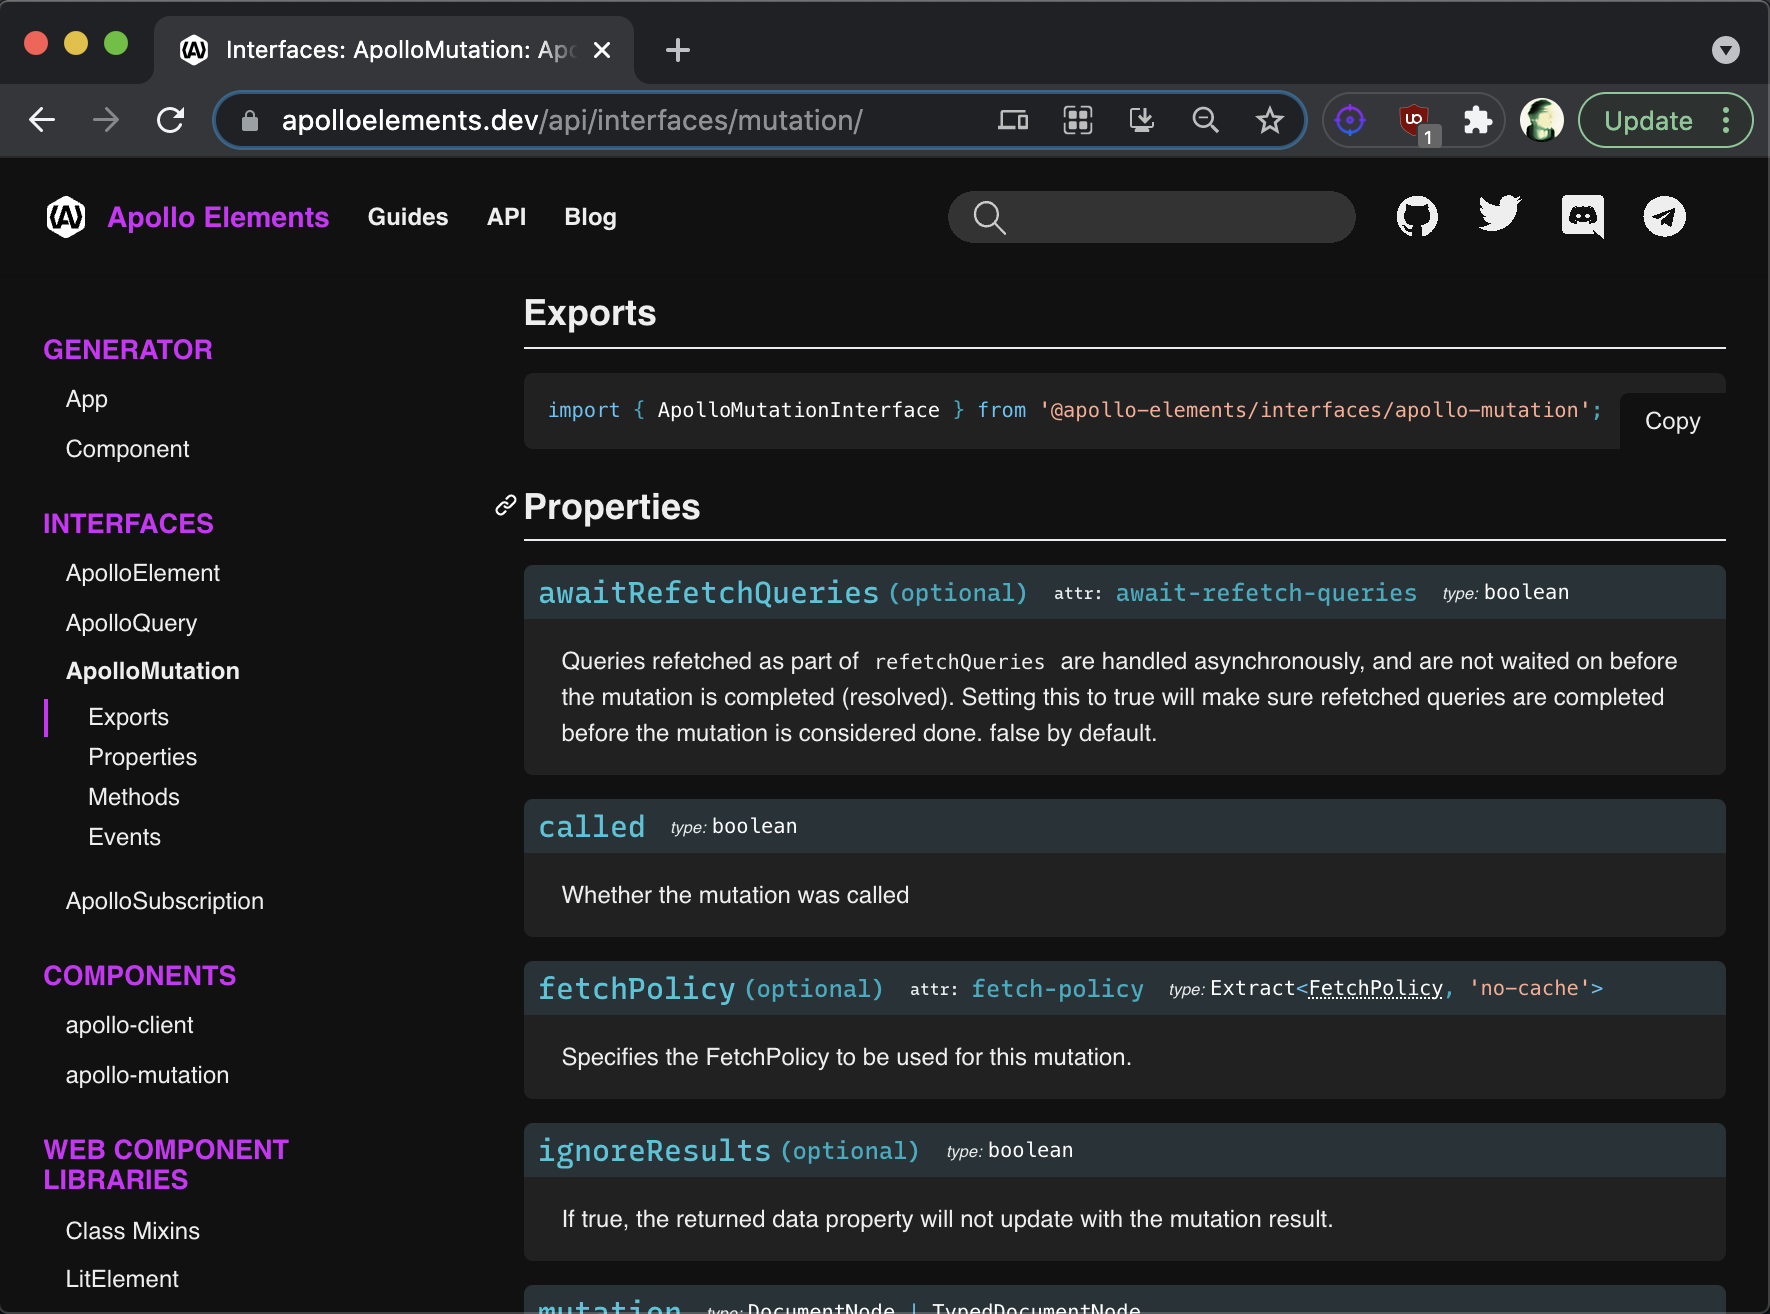 Interfaces: ApolloMutation: Apo
apolloelements.dev/api/interfaces/mutation/
1
Update
Apollo Elements
Guides
API
Blog
GENERATOR
App
Component
INTERFACES
ApolloElement
ApolloQuery
ApolloMutation
Exports
Properties
Methods
Events
ApolloSubscription
COMPONENTS
apollo-client
apollo-mutation
WEB COMPONENT
LIBRARIES
Class Mixins
LitElement
Exports
import { ApolloMutationInterface } from '@apollo-elements/interfaces/apollo-mutation';
Copy
Properties
awaitRefetchQueries (optional) attr: await-refetch-queries type: boolean
Queries refetched as part of refetchQueries are handled asynchronously, and are not waited on before
the mutation is completed (resolved). Setting this to true will make sure refetched queries are completed
before the mutation is considered done. false by default.
called type: boolean
Whether the mutation was called
fetchPolicy (optional) attr: fetch-policy type: Extract<FetchPolicy, 'no-cache'>
Specifies the FetchPolicy to be used for this mutation.
ignoreResults (optional) type: boolean
If true, the returned data property will not update with the mutation result.
mutation type: DocumentNode | TypedDocumentNode